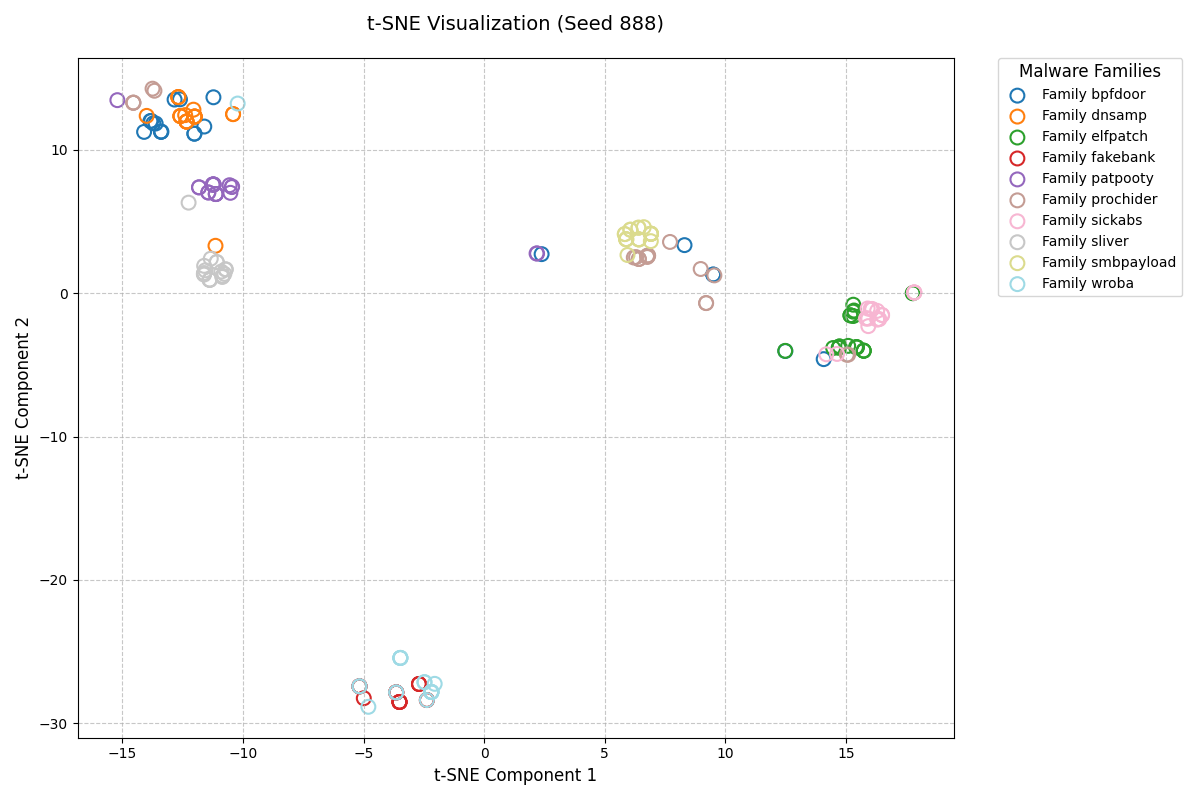 t-SNE Visualization (Seed 888)
Malware Families
Family bpfdoor
Family dnsamp
Family elfpatch
Family fakebank
Family patpooty
Family prochider
Family sickabs
Family sliver
Family smbpayload
Family wroba
t-SNE Component 2
10
0
−10
−20
−30
−15
−10
−5
0
5
10
15
t-SNE Component 1